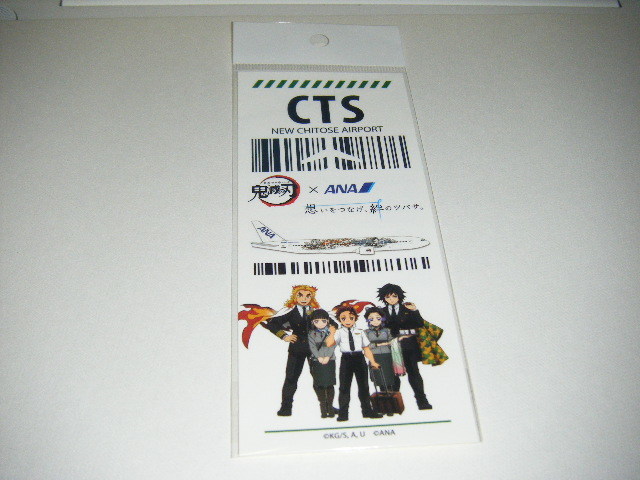 CTS
NEW CHITOSE AIRPORT
鬼滅の刃 × ANA
想いをつなげ、絆のツバサ。
ANA
©KG/S, A, U ©ANA